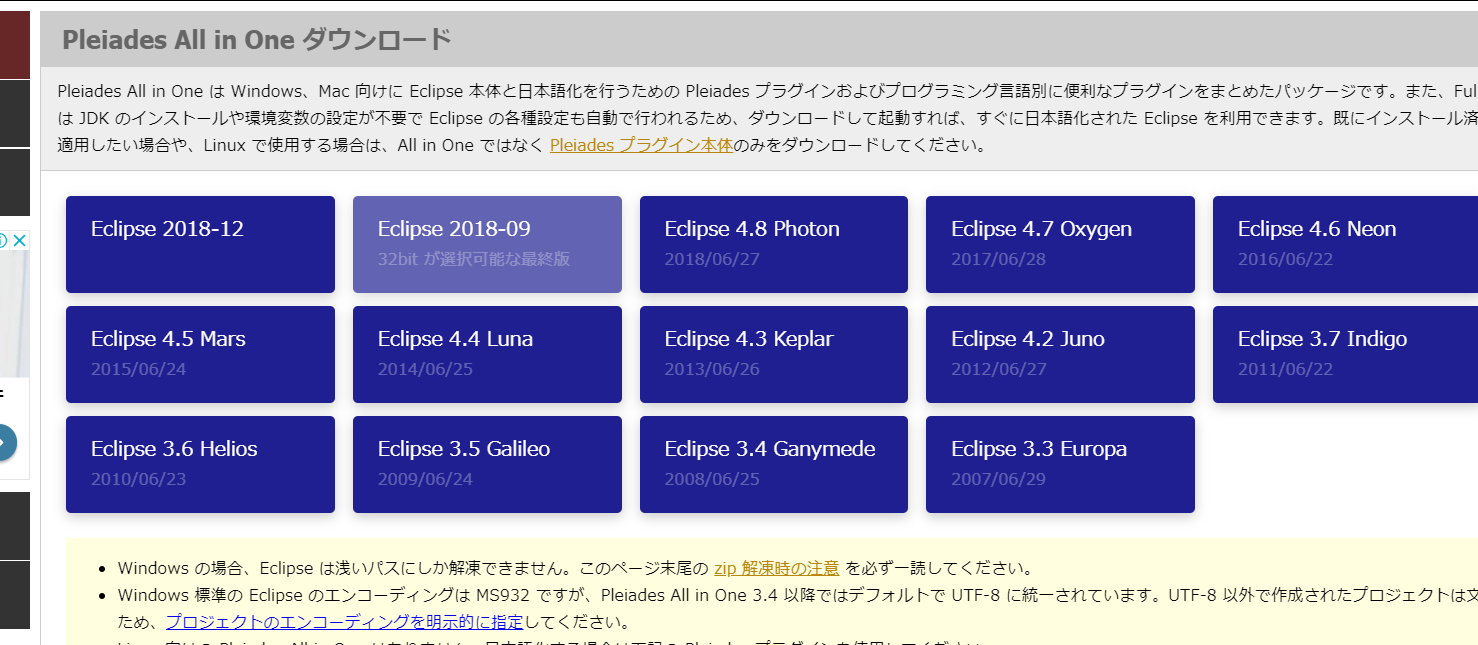 Pleiades All in One ダウンロード
Pleiades All in One は Windows、Mac 向けに Eclipse 本体と日本語化を行うための Pleiades プラグインおよびプログラミング言語別に便利なプラグインをまとめたパッケージです。また、Ful
は JDK のインストールや環境変数の設定が不要で Eclipse の各種設定も自動で行われるため、ダウンロードして起動すれば、すぐに日本語化された Eclipse を利用できます。既にインストール済
適用したい場合や、Linux で使用する場合は、All in One ではなく Pleiades プラグイン本体のみをダウンロードしてください。
Eclipse 2018-12
Eclipse 2018-09
32bit が選択可能な最終版
Eclipse 4.8 Photon
2018/06/27
Eclipse 4.7 Oxygen
2017/06/28
Eclipse 4.6 Neon
2016/06/22
Eclipse 4.5 Mars
2015/06/24
Eclipse 4.4 Luna
2014/06/25
Eclipse 4.3 Keplar
2013/06/26
Eclipse 4.2 Juno
2012/06/27
Eclipse 3.7 Indigo
2011/06/22
Eclipse 3.6 Helios
2010/06/23
Eclipse 3.5 Galileo
2009/06/24
Eclipse 3.4 Ganymede
2008/06/25
Eclipse 3.3 Europa
2007/06/29
Windows の場合、Eclipse は浅いパスにしか解凍できません。このページ末尾の zip 解凍時の注意 を必ず一読してください。
Windows 標準の Eclipse のエンコーディングは MS932 ですが、Pleiades All in One 3.4 以降ではデフォルトで UTF-8 に統一されています。UTF-8 以外で作成されたプロジェクトは文
ため、プロジェクトのエンコーディングを明示的に指定してください。